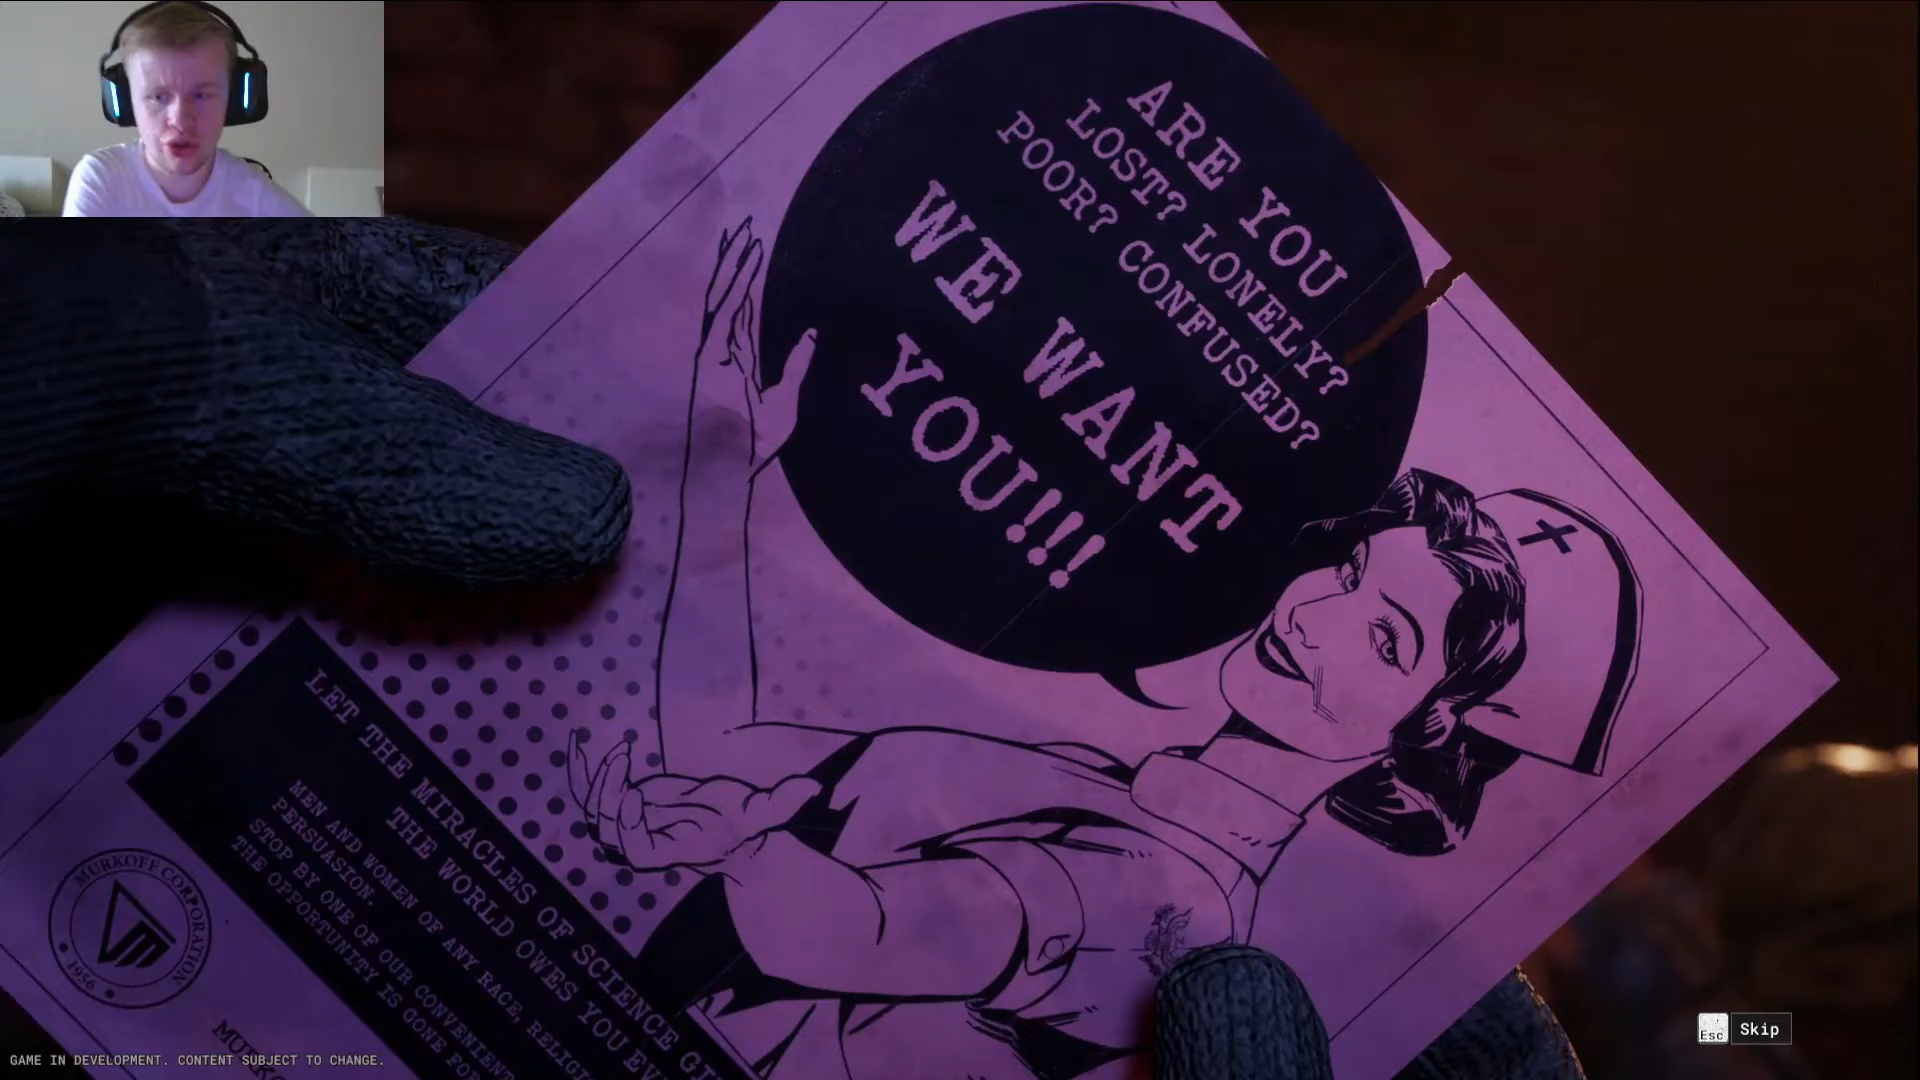 ARE YOU
LOST? LONELY?
POOR? CONFUSED?
WE WANT
YOU!!!
LET THE MIRACLES OF SCIENCE
THE WORLD OWES YOU
MEN AND WOMEN OF ANY RACE,
PERSUASION.
STOP BY ONE OF OUR CONVENIENT
THE OPPORTUNITY IS GONE
MURKOFF CORPORATION
1956
GAME IN DEVELOPMENT. CONTENT SUBJECT TO CHANGE.
Esc Skip